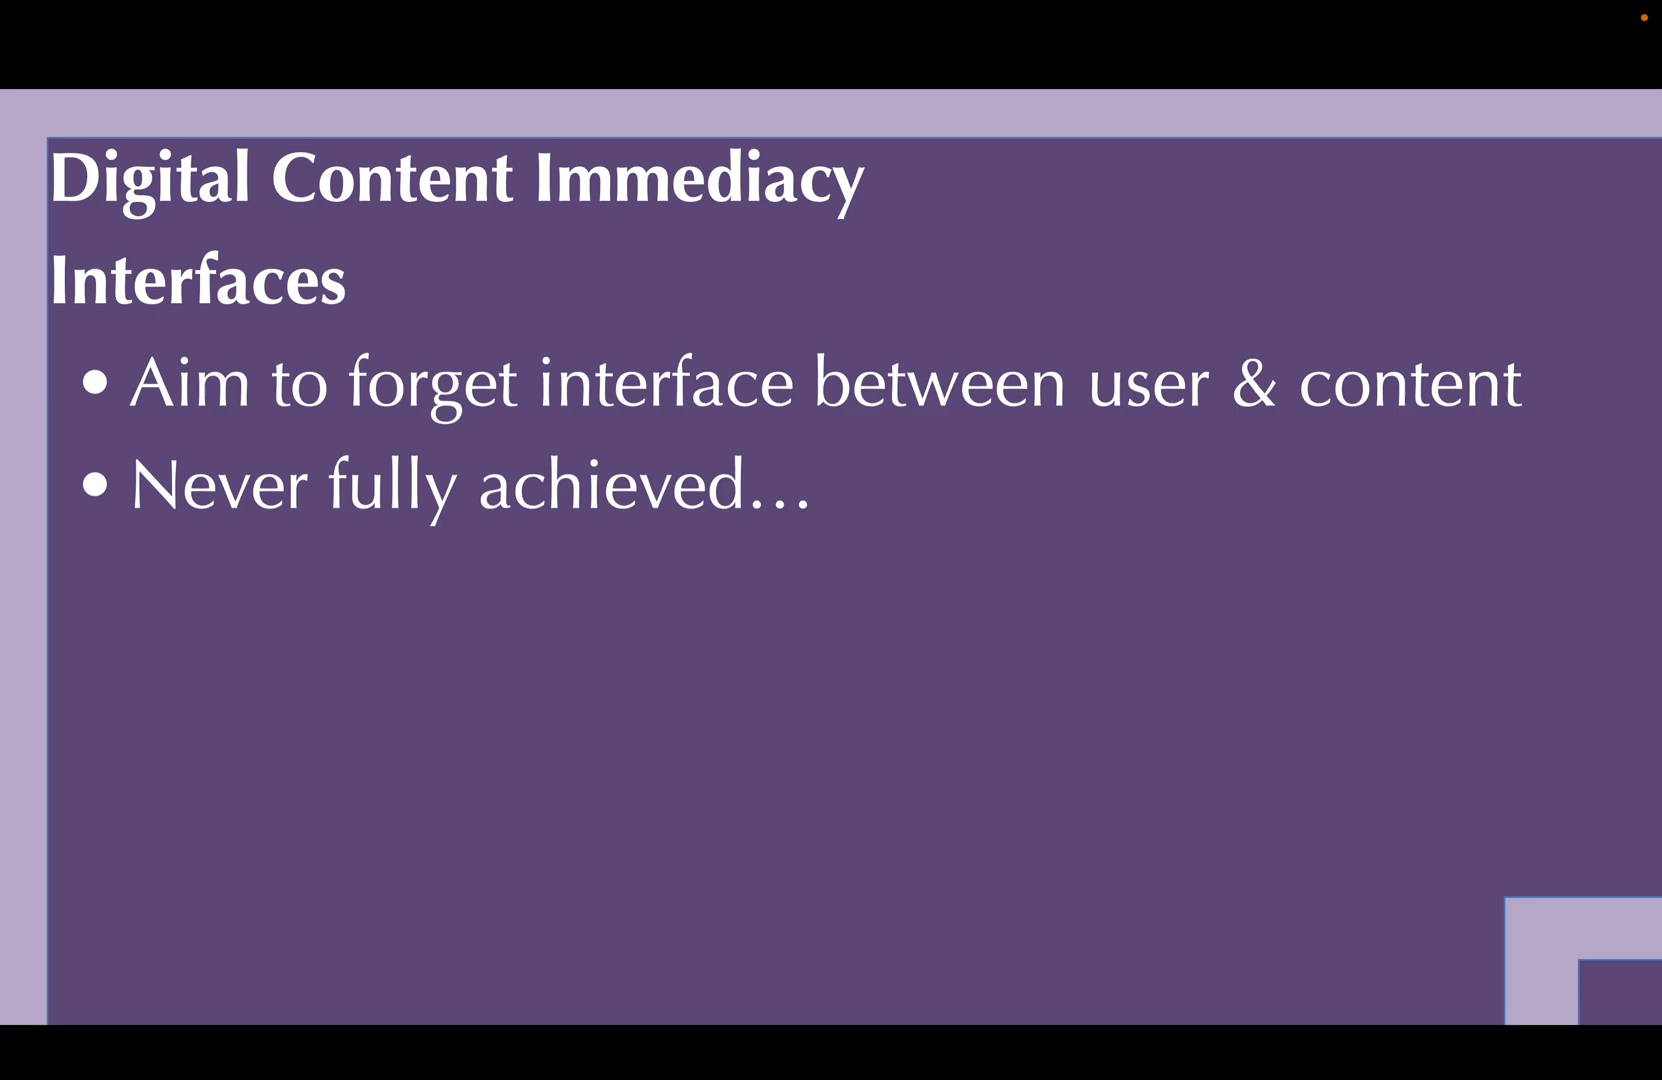 Digital Content Immediacy
Interfaces
• Aim to forget interface between user & content
• Never fully achieved…